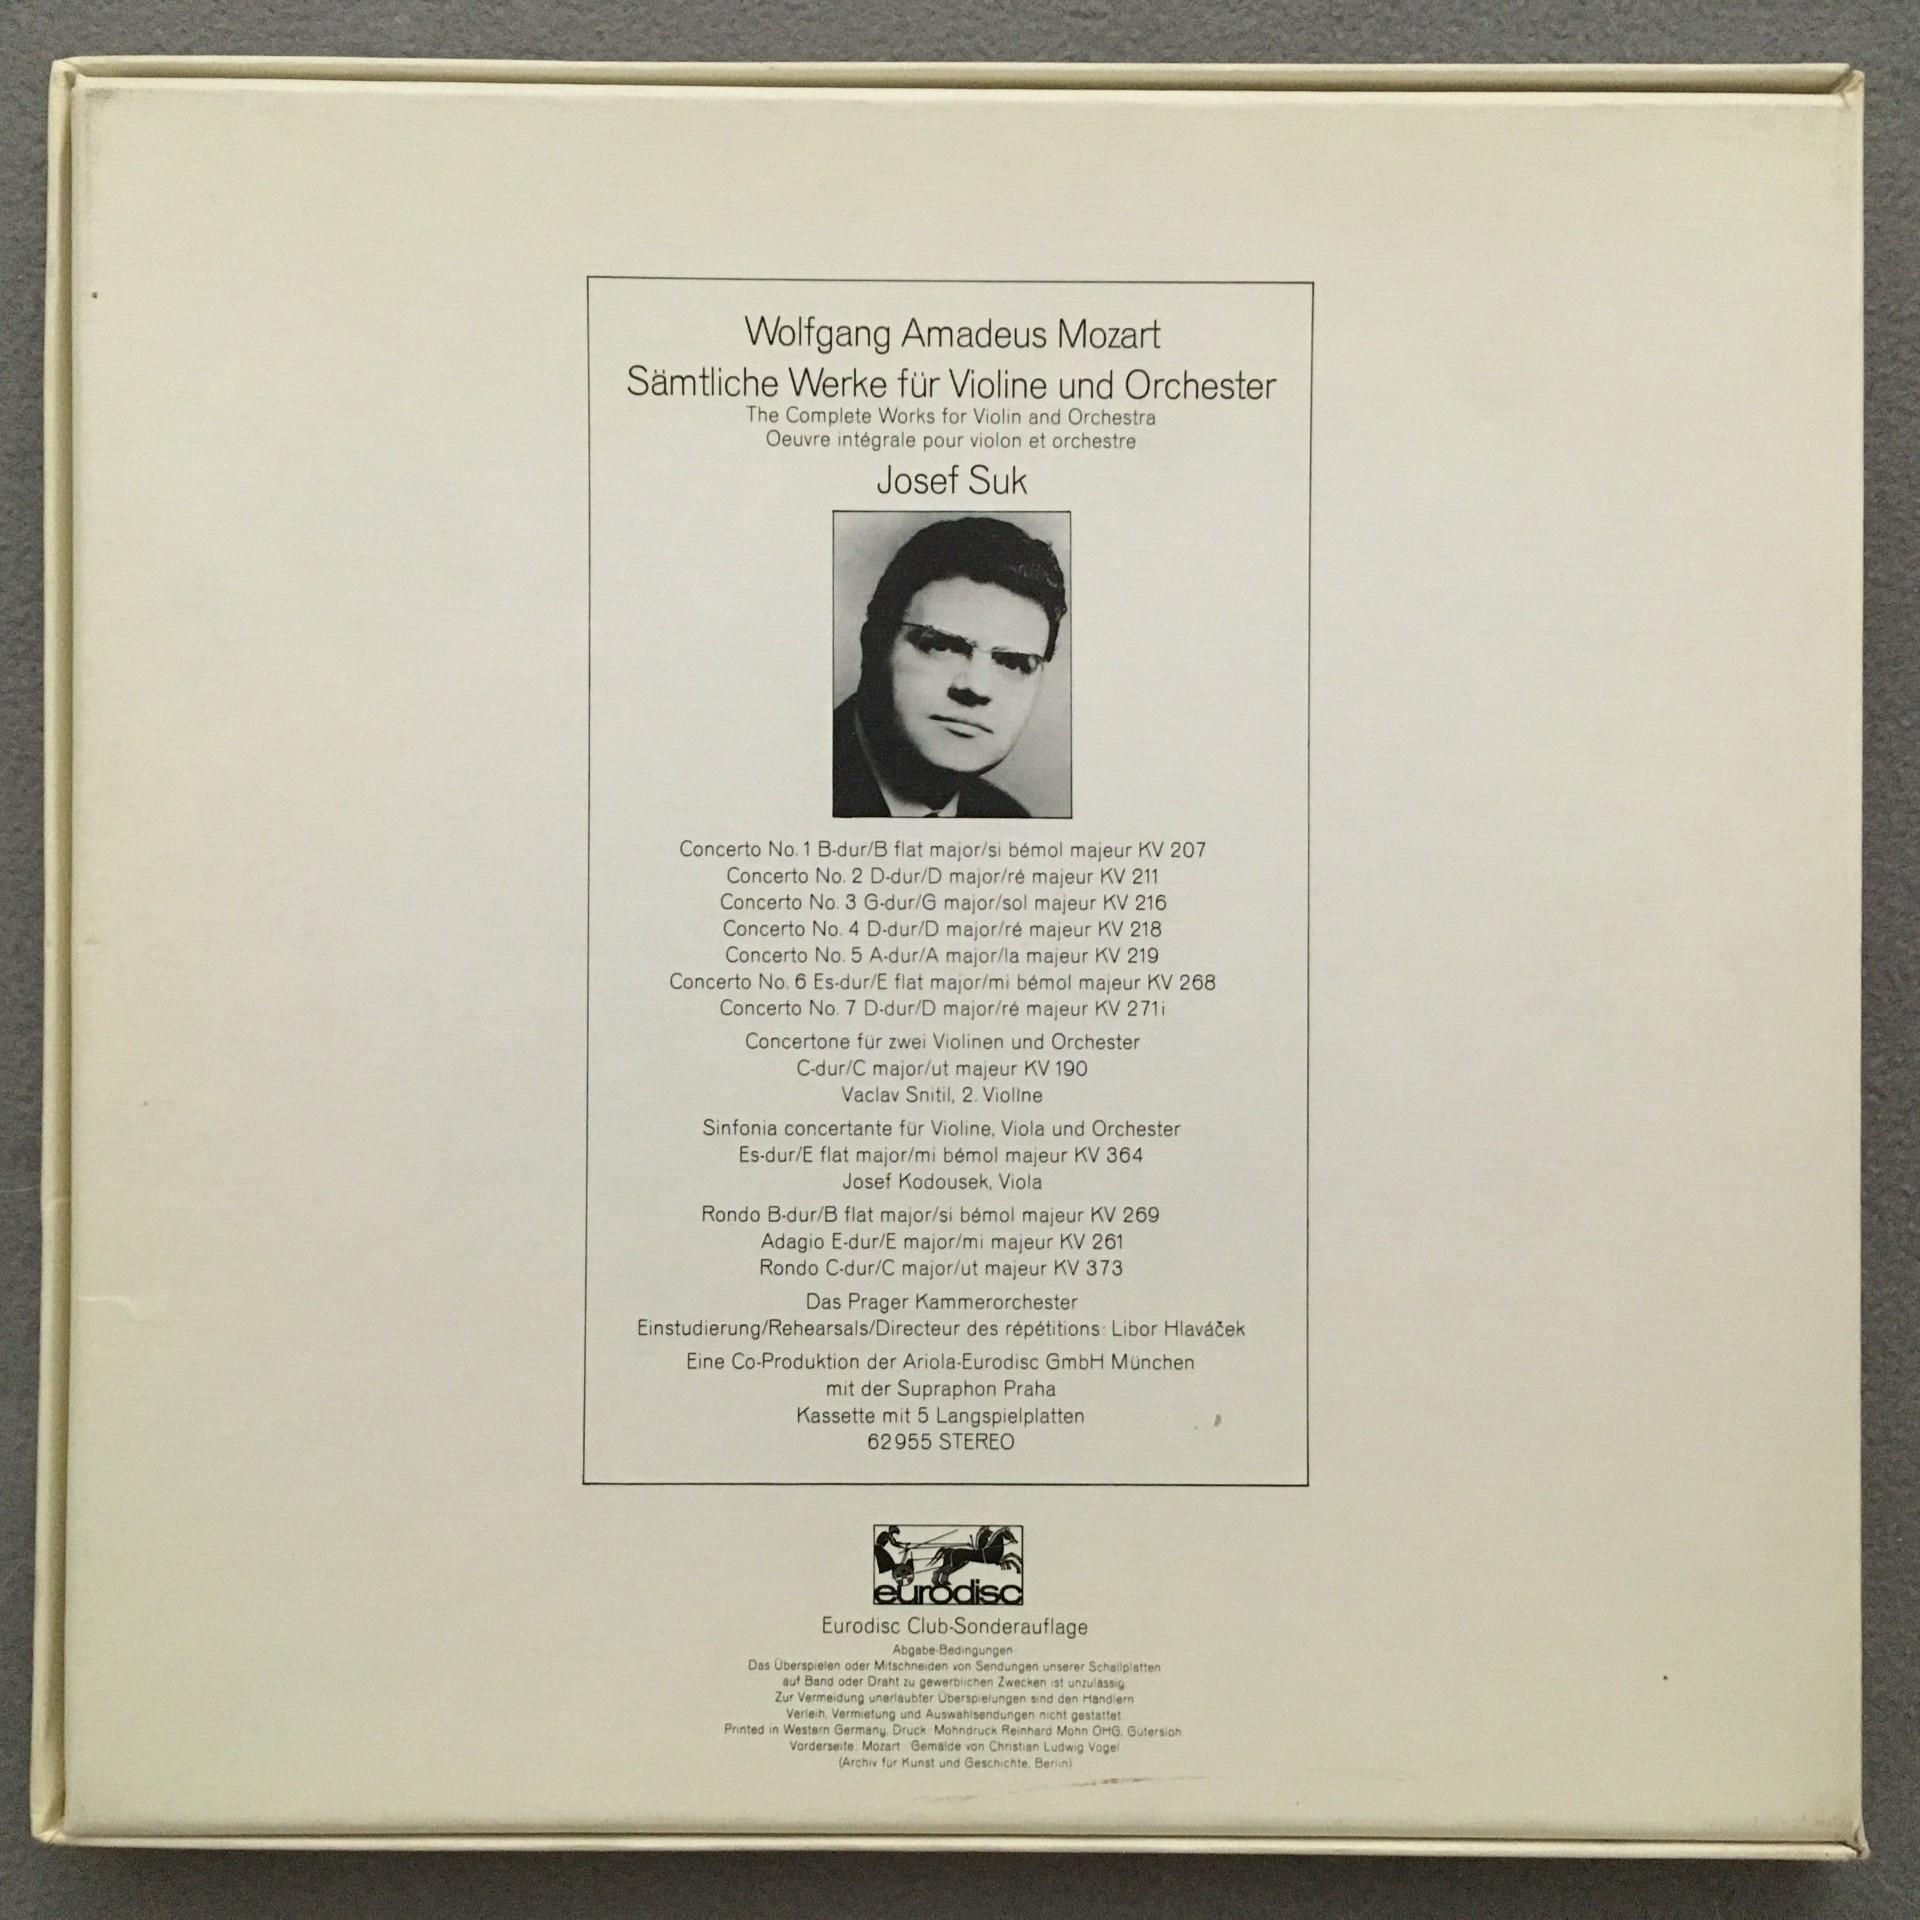 Wolfgang Amadeus Mozart
Sämtliche Werke für Violine und Orchester
The Complete Works for Violin and Orchestra
Oeuvre intégrale pour violon et orchestre
Josef Suk
Concerto No. 1 B-dur/B flat major/si bémol majeur KV 207
Concerto No. 2 D-dur/D major/ré majeur KV 211
Concerto No. 3 G-dur/G major/sol majeur KV 216
Concerto No. 4 D-dur/D major/ré majeur KV 218
Concerto No. 5 A-dur/A major/la majeur KV 219
Concerto No. 6 Es-dur/E flat major/mi bémol majeur KV 268
Concerto No. 7 D-dur/D major/ré majeur KV 271i
Concertone für zwei Violinen und Orchester
C-dur/C major/ut majeur KV 190
Vaclav Snitil, 2. Violine
Sinfonia concertante für Violine, Viola und Orchester
Es-dur/E flat major/mi bémol majeur KV 364
Josef Kodousek, Viola
Rondo B-dur/B flat major/si bémol majeur KV 269
Adagio E-dur/E major/mi majeur KV 261
Rondo C-dur/C major/ut majeur KV 373
Das Prager Kammerorchester
Einstudierung/Rehearsals/Directeur des répétitions: Libor Hlaváček
Eine Co-Produktion der Ariola-Eurodisc GmbH München
mit der Supraphon Praha
Kassette mit 5 Langspielplatten
62955 STEREO
eurodisc
Eurodisc Club-Sonderauflage
Abgabe-Bedingungen
Das Überspielen oder Mitschneiden von Sendungen unserer Schallplatten
auf Band oder Draht zu gewerblichen Zwecken ist unzulässig
Zur Vermeidung unerlaubter Überspielungen sind den Händlern
Verleih, Vermietung und Auswahlsendungen nicht gestattet
Printed in Western Germany. Druck: Mohndruck Reinhard Mohn OHG, Gütersloh
Vorderseite: Mozart · Gemälde von Christian Ludwig Vogel
(Archiv für Kunst und Geschichte, Berlin)